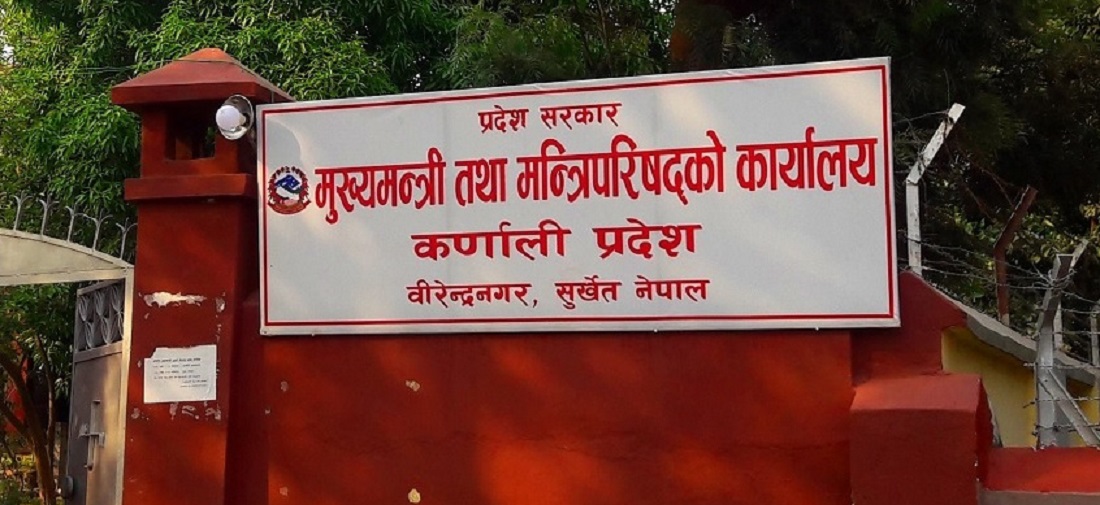 प्रदेश सरकार
मुख्यमन्त्री तथा मन्त्रिपरिषद्को कार्यालय
कर्णाली प्रदेश
वीरेन्द्रनगर, सुर्खेत नेपाल